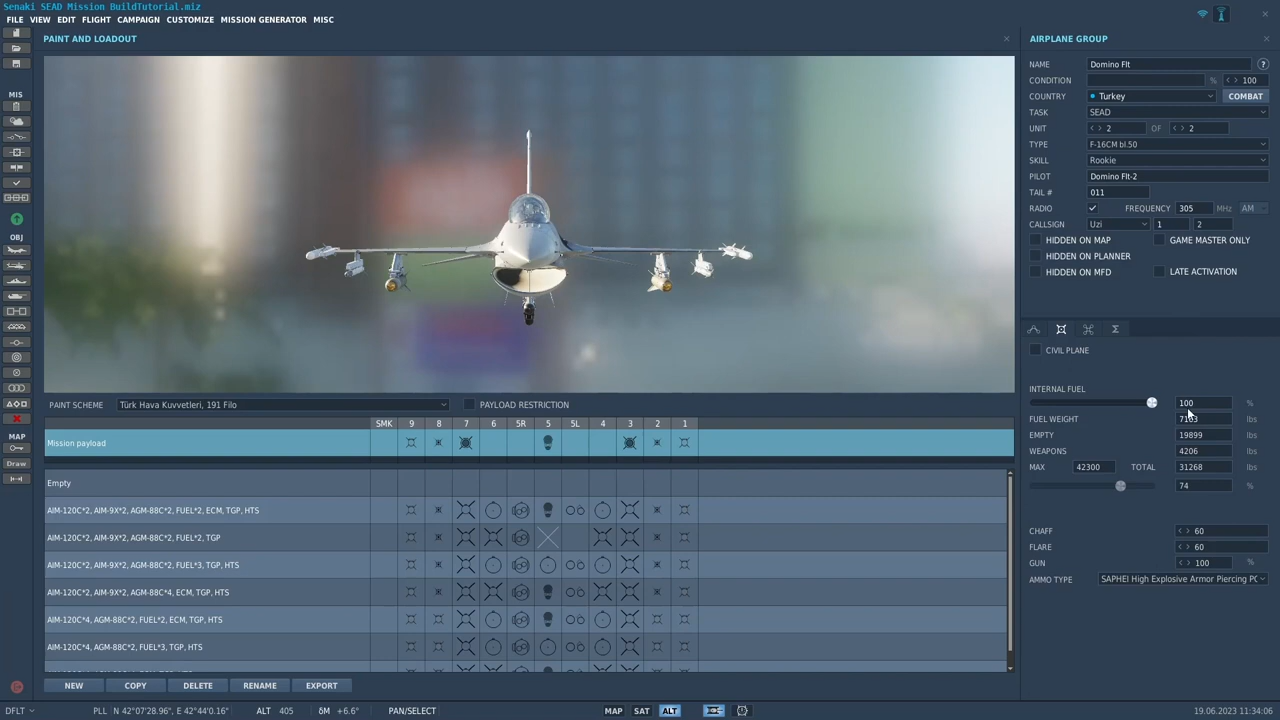 Senaki SEAD Mission BuildTutorial.miz
FILE VIEW EDIT FLIGHT CAMPAIGN CUSTOMIZE MISSION GENERATOR MISC
MIS
OBJ
MAP
Draw
PAINT AND LOADOUT
PAINT SCHEME Türk Hava Kuvvetleri, 191 Filo PAYLOAD RESTRICTION
SMK 9 8 7 6 5R 5 5L 4 3 2 1
Mission payload
Empty
AIM-120C*2, AIM-9X*2, AGM-88C*2, FUEL*2, ECM, TGP, HTS
AIM-120C*2, AIM-9X*2, AGM-88C*2, FUEL*2, TGP
AIM-120C*2, AIM-9X*2, AGM-88C*2, FUEL*3, TGP, HTS
AIM-120C*2, AIM-9X*2, AGM-88C*4, ECM, TGP, HTS
AIM-120C*4, AGM-88C*2, FUEL*2, ECM, TGP, HTS
AIM-120C*4, AGM-88C*2, FUEL*3, TGP, HTS
NEW COPY DELETE RENAME EXPORT
AIRPLANE GROUP
NAME Domino Flt ?
CONDITION % <> 100
COUNTRY Turkey COMBAT
TASK SEAD
UNIT <> 2 OF <> 2
TYPE F-16CM bl.50
SKILL Rookie
PILOT Domino Flt-2
TAIL # 011
RADIO FREQUENCY 305 MHz AM
CALLSIGN Uzi 1 2
HIDDEN ON MAP GAME MASTER ONLY
HIDDEN ON PLANNER
HIDDEN ON MFD LATE ACTIVATION
CIVIL PLANE
INTERNAL FUEL
100 %
FUEL WEIGHT lbs
EMPTY 19899 lbs
WEAPONS 4206 lbs
MAX 42300 TOTAL 31268 lbs
74 %
CHAFF <> 60
FLARE <> 60
GUN <> 100 %
AMMO TYPE SAPHEI High Explosive Armor Piercing
DFLT PLL N 42°07'28.96", E 42°44'0.16" ALT 405 δM +6.6° PAN/SELECT MAP SAT ALT 19.06.2023 11:34:06